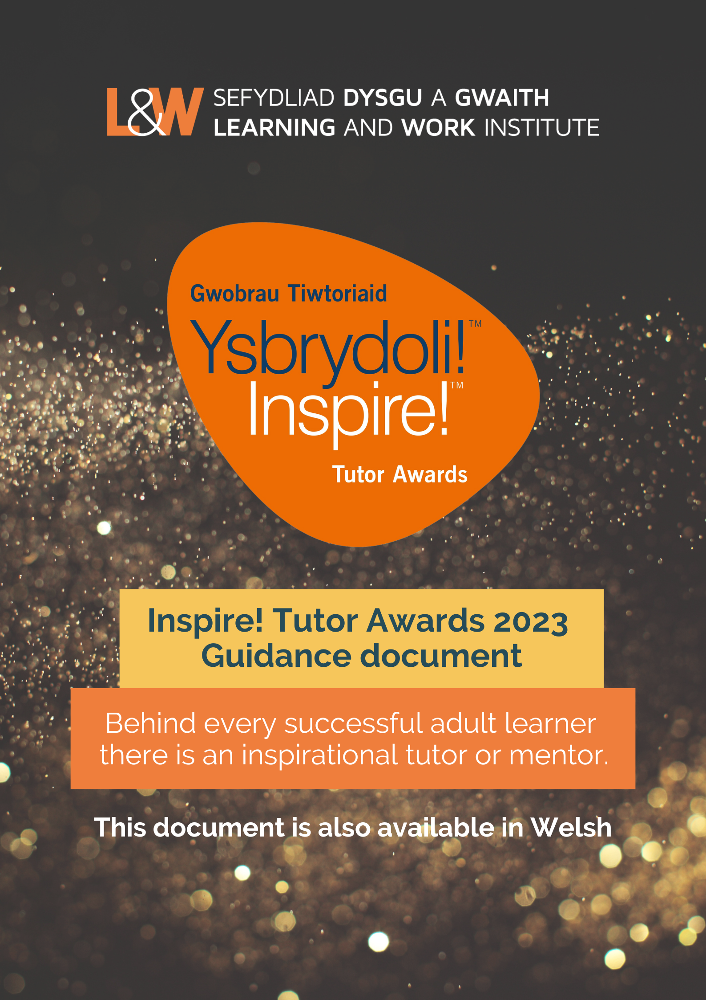 L&W
SEFYDLIAD DYSGU A GWAITH
LEARNING AND WORK INSTITUTE
Gwobrau Tiwtoriaid
Ysbrydoli!™
Inspire!™
Tutor Awards
Inspire! Tutor Awards 2023
Guidance document
Behind every successful adult learner
there is an inspirational tutor or mentor.
This document is also available in Welsh